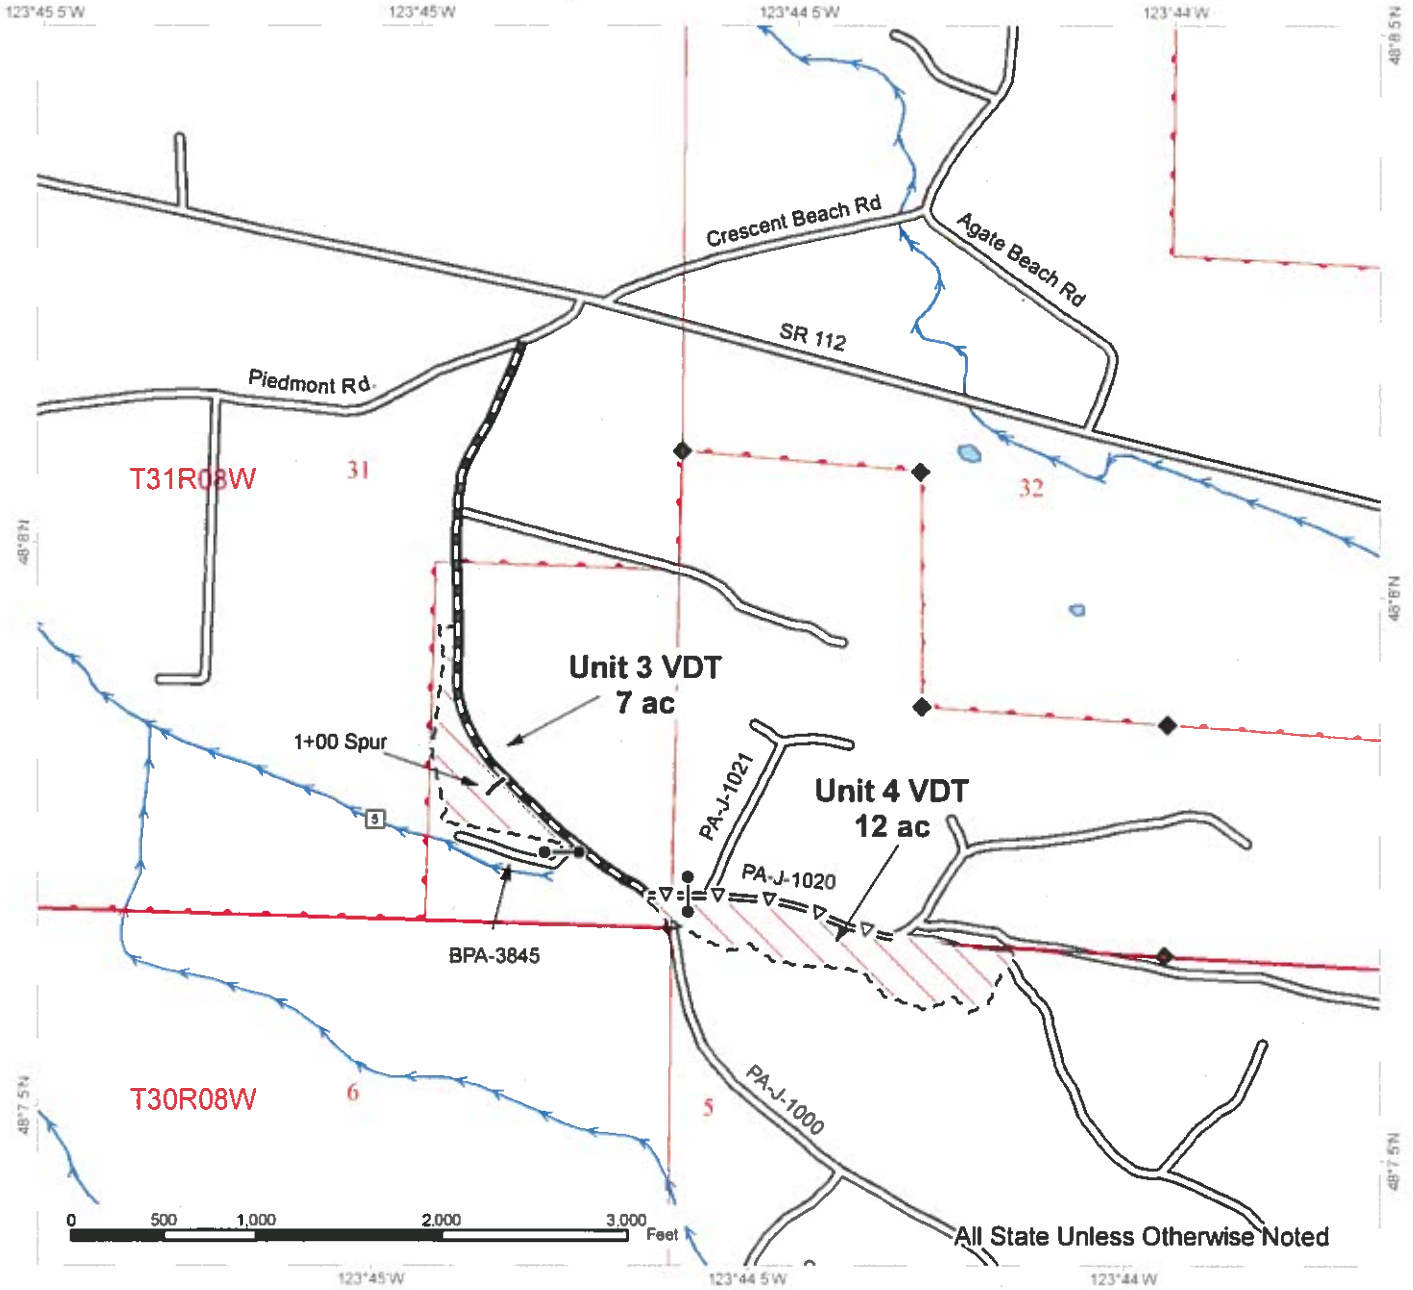 123°45 5'W
123°45'W
123°44 5'W
123°44'W
48°8 5'N
Crescent Beach Rd
Agate Beach Rd
SR 112
Piedmont Rd.
T31R08W
31
32
48°8'N
48°8'N
Unit 3 VDT
7 ac
1+00 Spur
PA-J-1021
Unit 4 VDT
12 ac
5
PA-J-1020
BPA-3845
T30R08W
6
5
PA-J-1000
48°7 5'N
48°7 5'N
0 500 1,000 2,000 3,000
Feet
All State Unless Otherwise Noted
123°45'W
123°44 5'W
123°44'W